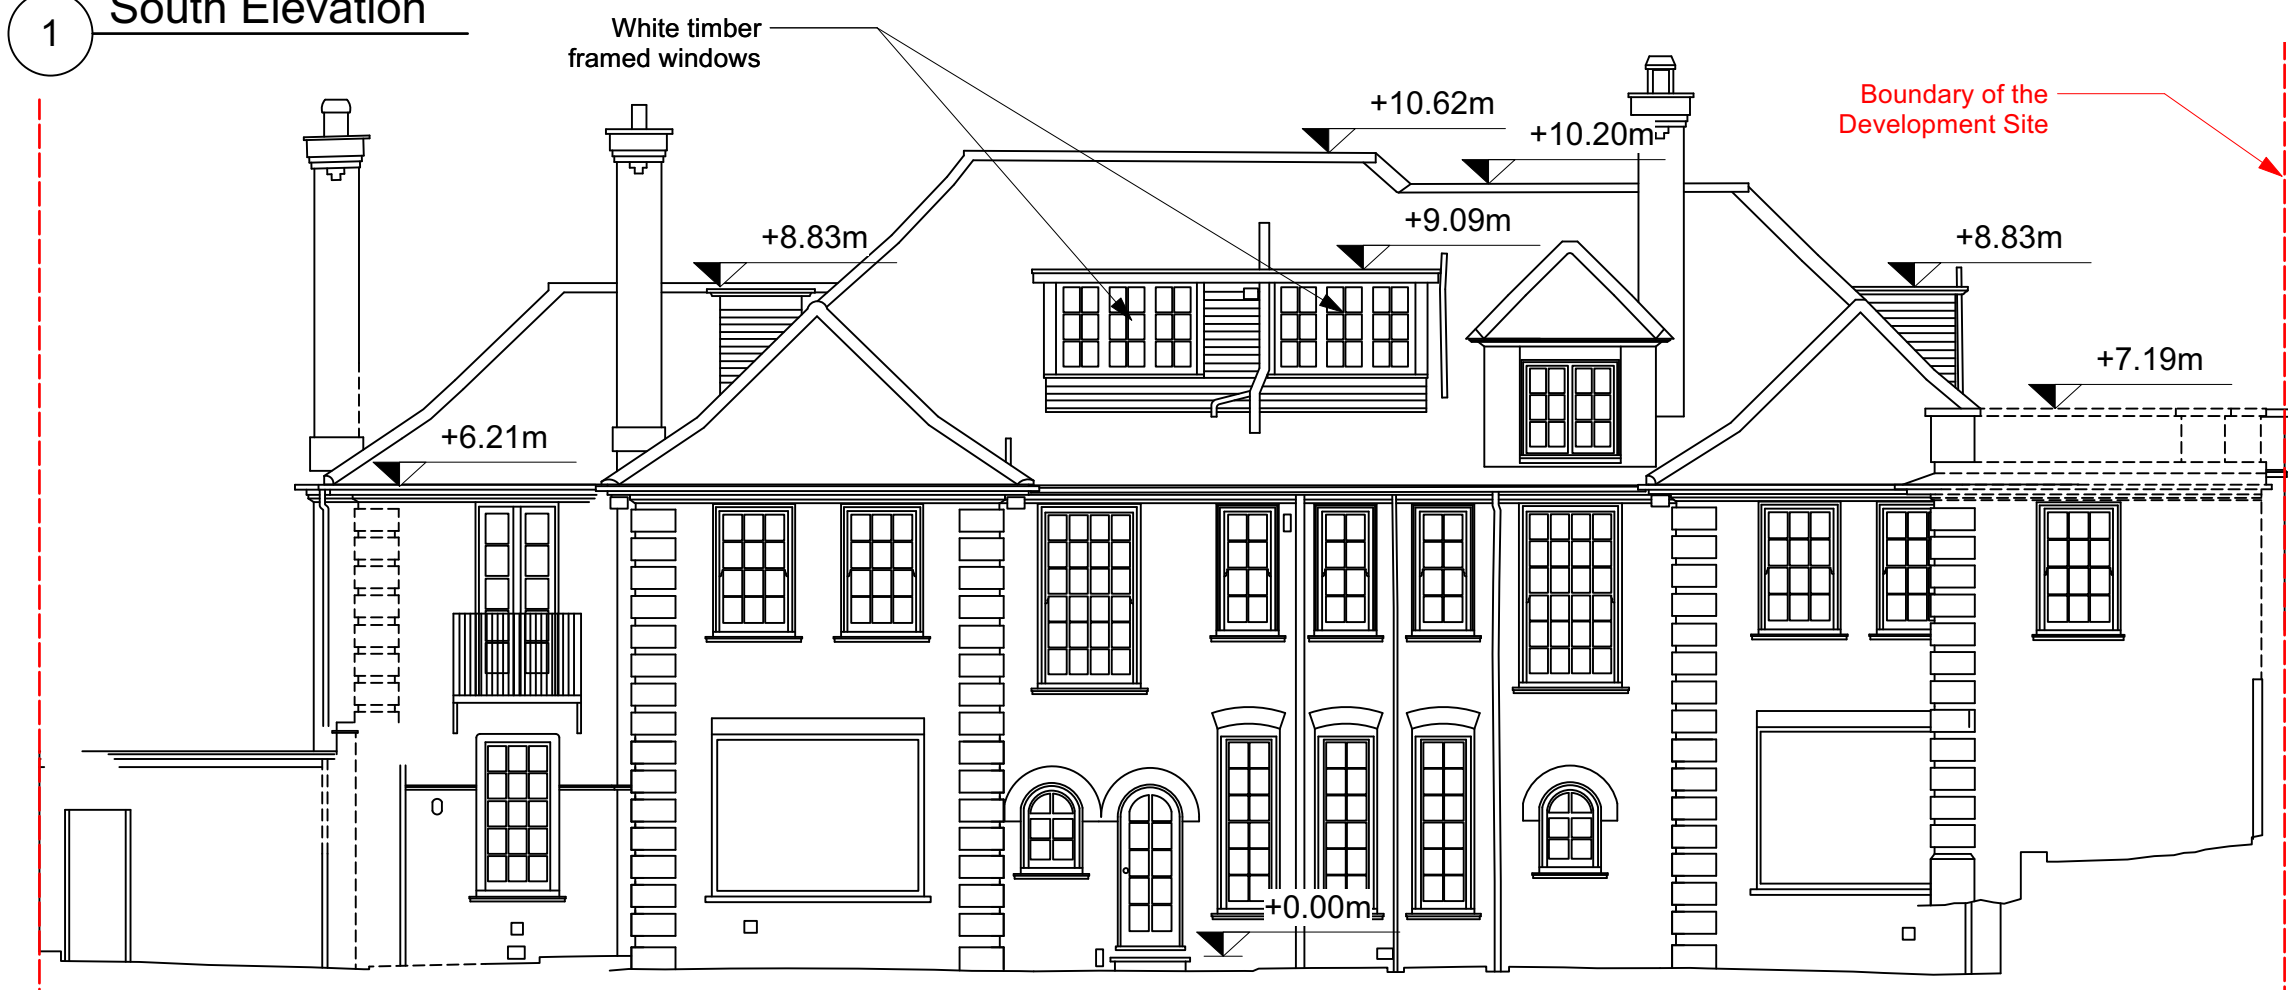 South Elevation
1
White timber
framed windows
+10.62m
+10.20m
Boundary of the
Development Site
+9.09m
+8.83m
+8.83m
+7.19m
+6.21m
+0.00m